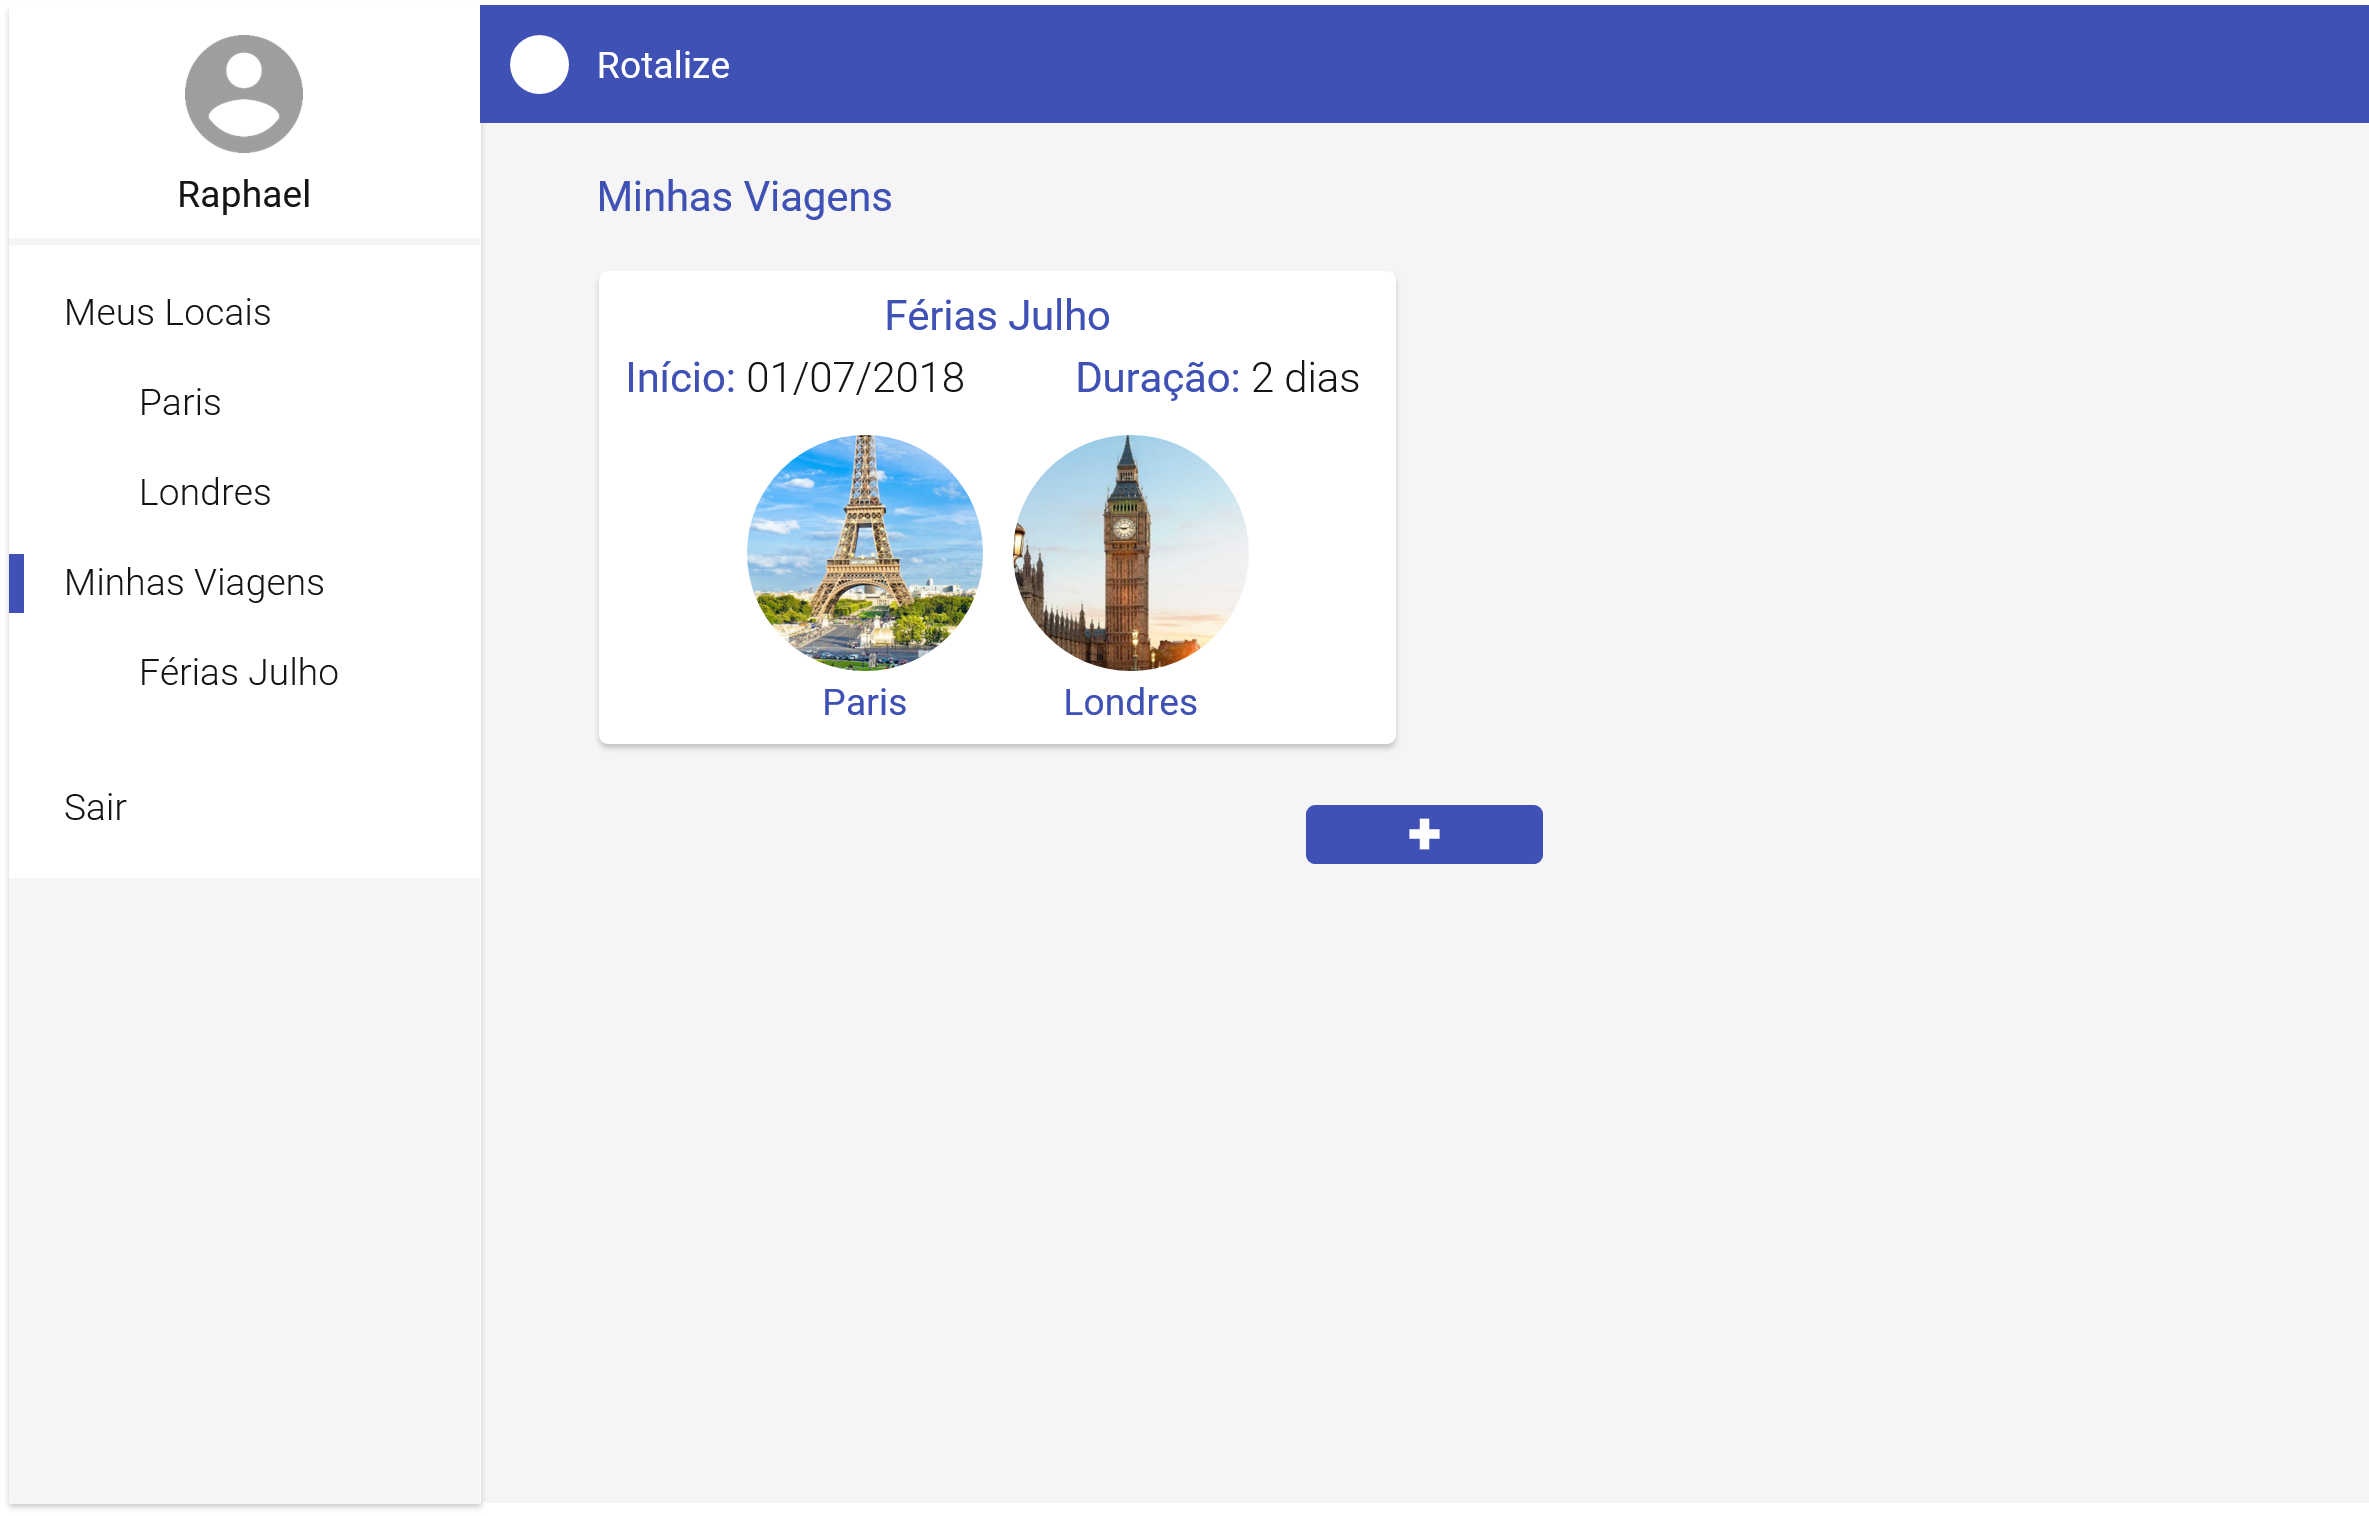 Raphael
Meus Locais
Paris
Londres
Minhas Viagens
Férias Julho
Sair
Rotalize
Minhas Viagens
Férias Julho
Início: 01/07/2018 Duração: 2 dias
Paris Londres